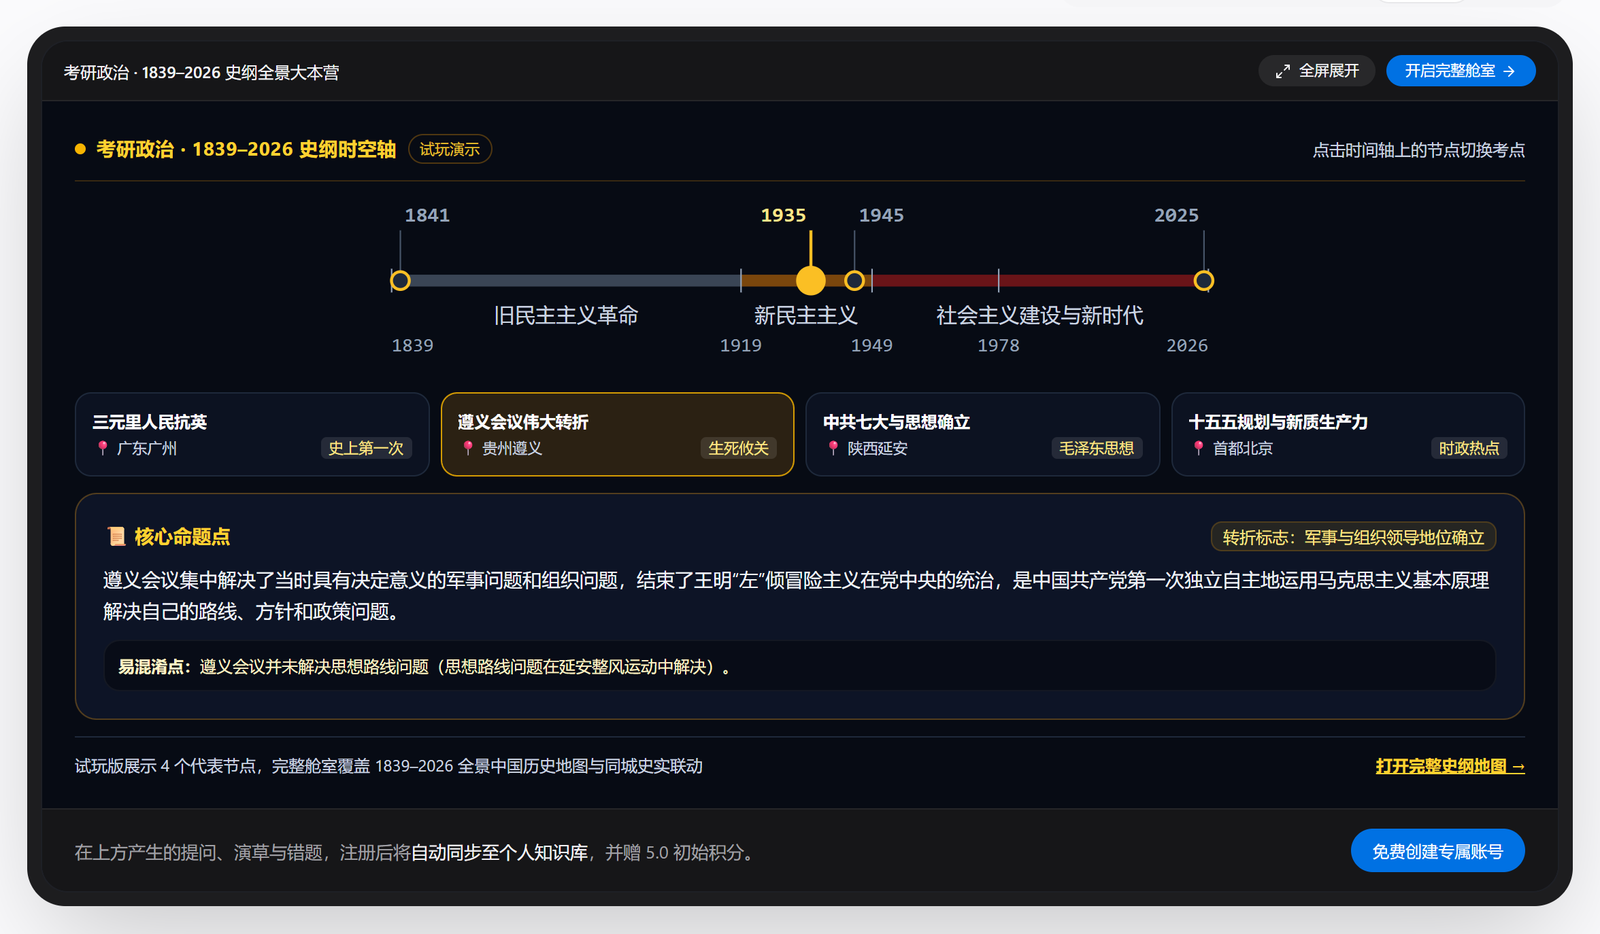 考研政治 · 1839–2026 史纲全景大本营
全屏展开
开启完整舱室 →
考研政治 · 1839–2026 史纲时空轴
试玩演示
点击时间轴上的节点切换考点
1841
1935
1945
2025
旧民主主义革命
新民主主义
社会主义建设与新时代
1839
1919
1949
1978
2026
三元里人民抗英
📍 广东广州
史上第一次
遵义会议伟大转折
📍 贵州遵义
生死攸关
中共七大与思想确立
📍 陕西延安
毛泽东思想
十五五规划与新质生产力
📍 首都北京
时政热点
📜 核心命题点
转折标志：军事与组织领导地位确立
遵义会议集中解决了当时具有决定意义的军事问题和组织问题，结束了王明“左”倾冒险主义在党中央的统治，是中国共产党第一次独立自主地运用马克思主义基本原理
解决自己的路线、方针和政策问题。
易混淆点：遵义会议并未解决思想路线问题（思想路线问题在延安整风运动中解决）。
试玩版展示 4 个代表节点，完整舱室覆盖 1839–2026 全景中国历史地图与同城史实联动
打开完整史纲地图 →
在上方产生的提问、演草与错题，注册后将自动同步至个人知识库，并赠 5.0 初始积分。
免费创建专属账号